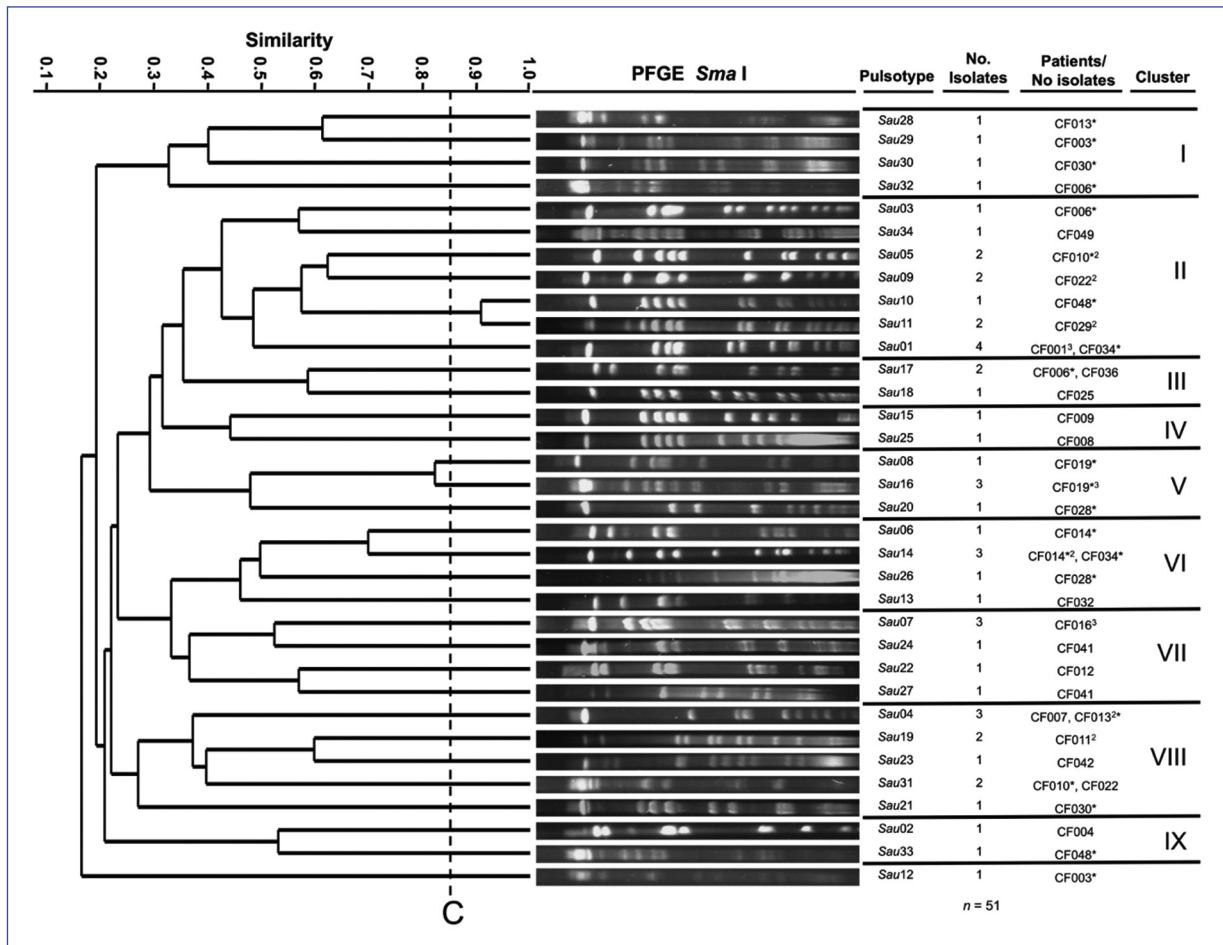 Similarity
0.1 0.2 0.3 0.4 0.5 0.6 0.7 0.8 0.9 1.0
PFGE Sma I
Pulsotype
No. Isolates
Patients/ No isolates
Cluster
Sau28 1 CF013*
Sau29 1 CF003*
Sau30 1 CF030*
Sau32 1 CF006*
I
Sau03 1 CF006*
Sau34 1 CF049
Sau05 2 CF010*²
Sau09 2 CF022²
Sau10 1 CF048*
Sau11 2 CF029²
Sau01 4 CF001³, CF034*
II
Sau17 2 CF006*, CF036
Sau18 1 CF025
III
Sau15 1 CF009
Sau25 1 CF008
IV
Sau08 1 CF019*
Sau16 3 CF019*³
Sau20 1 CF028*
V
Sau06 1 CF014*
Sau14 3 CF014*², CF034*
Sau26 1 CF028*
Sau13 1 CF032
VI
Sau07 3 CF016³
Sau24 1 CF041
Sau22 1 CF012
Sau27 1 CF041
VII
Sau04 3 CF007, CF013²*
Sau19 2 CF011²
Sau23 1 CF042
Sau31 2 CF010*, CF022
Sau21 1 CF030*
VIII
Sau02 1 CF004
Sau33 1 CF048*
IX
Sau12 1 CF003*
C
n = 51